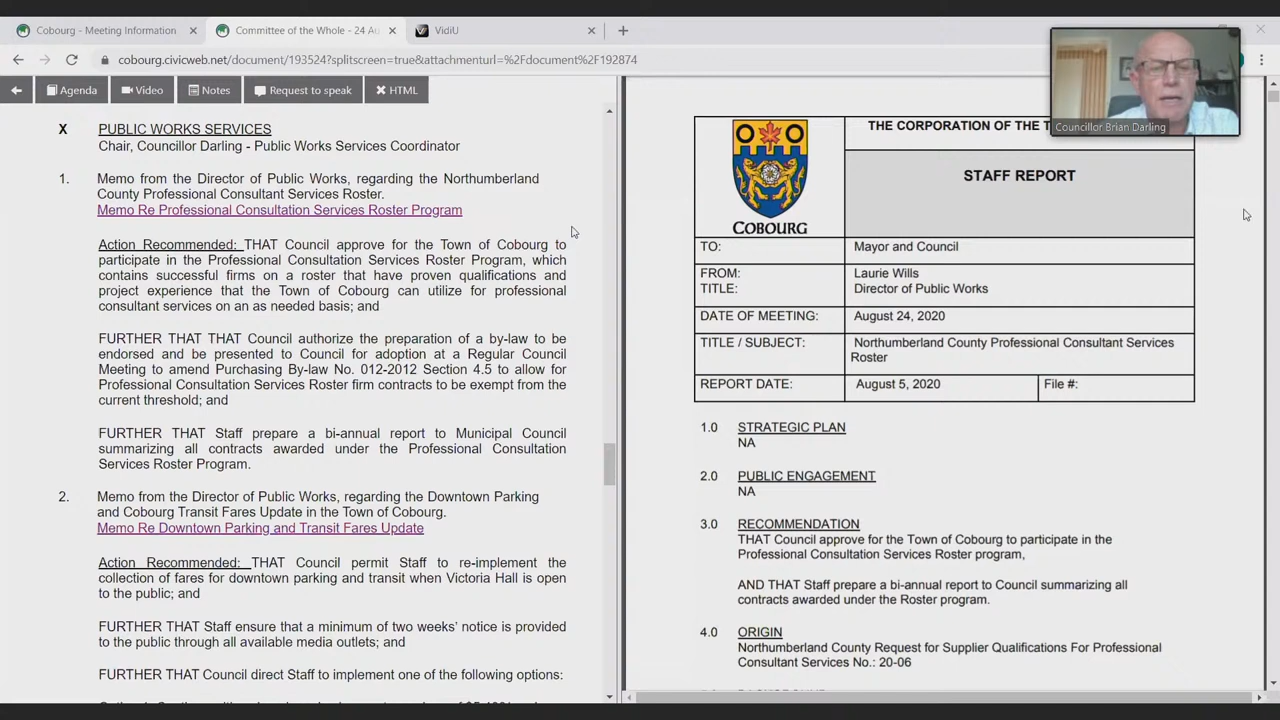 Cobourg - Meeting Information
Committee of the Whole - 24 Au
VidiU
cobourg.civicweb.net/document/193524?splitscreen=true&attachmenturl=%2Fdocument%2F192874
Agenda
Video
Notes
Request to speak
HTML
X PUBLIC WORKS SERVICES
Chair, Councillor Darling - Public Works Services Coordinator
1. Memo from the Director of Public Works, regarding the Northumberland
County Professional Consultant Services Roster.
Memo Re Professional Consultation Services Roster Program
Action Recommended: THAT Council approve for the Town of Cobourg to
participate in the Professional Consultation Services Roster Program, which
contains successful firms on a roster that have proven qualifications and
project experience that the Town of Cobourg can utilize for professional
consultant services on an as needed basis; and
FURTHER THAT THAT Council authorize the preparation of a by-law to be
endorsed and be presented to Council for adoption at a Regular Council
Meeting to amend Purchasing By-law No. 012-2012 Section 4.5 to allow for
Professional Consultation Services Roster firm contracts to be exempt from the
current threshold; and
FURTHER THAT Staff prepare a bi-annual report to Municipal Council
summarizing all contracts awarded under the Professional Consultation
Services Roster Program.
2. Memo from the Director of Public Works, regarding the Downtown Parking
and Cobourg Transit Fares Update in the Town of Cobourg.
Memo Re Downtown Parking and Transit Fares Update
Action Recommended: THAT Council permit Staff to re-implement the
collection of fares for downtown parking and transit when Victoria Hall is open
to the public; and
FURTHER THAT Staff ensure that a minimum of two weeks' notice is provided
to the public through all available media outlets; and
FURTHER THAT Council direct Staff to implement one of the following options:
COBOURG
THE CORPORATION OF THE T
STAFF REPORT
TO: Mayor and Council
FROM: Laurie Wills
TITLE: Director of Public Works
DATE OF MEETING: August 24, 2020
TITLE / SUBJECT: Northumberland County Professional Consultant Services
Roster
REPORT DATE: August 5, 2020 File #:
1.0 STRATEGIC PLAN
NA
2.0 PUBLIC ENGAGEMENT
NA
3.0 RECOMMENDATION
THAT Council approve for the Town of Cobourg to participate in the
Professional Consultation Services Roster program,
AND THAT Staff prepare a bi-annual report to Council summarizing all
contracts awarded under the Roster program.
4.0 ORIGIN
Northumberland County Request for Supplier Qualifications For Professional
Consultant Services No.: 20-06
Councillor Brian Darling